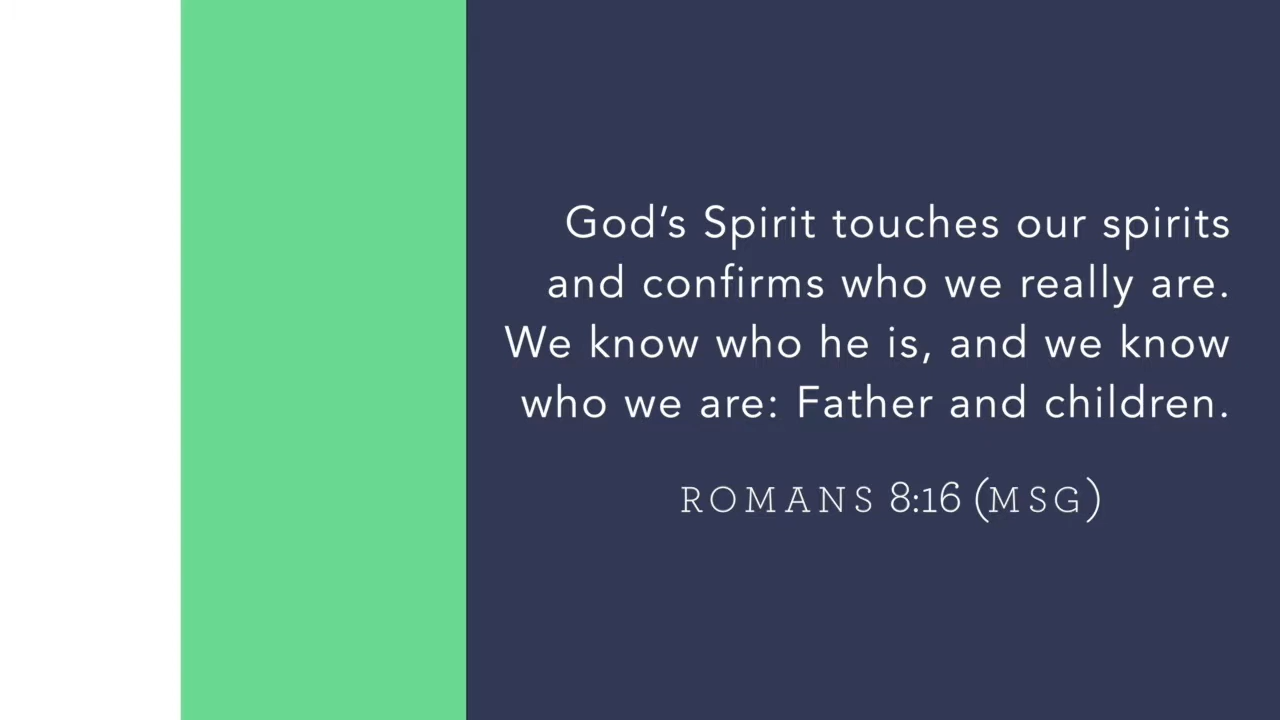 God’s Spirit touches our spirits
and confirms who we really are.
We know who he is, and we know
who we are: Father and children.
ROMANS 8:16 (MSG)